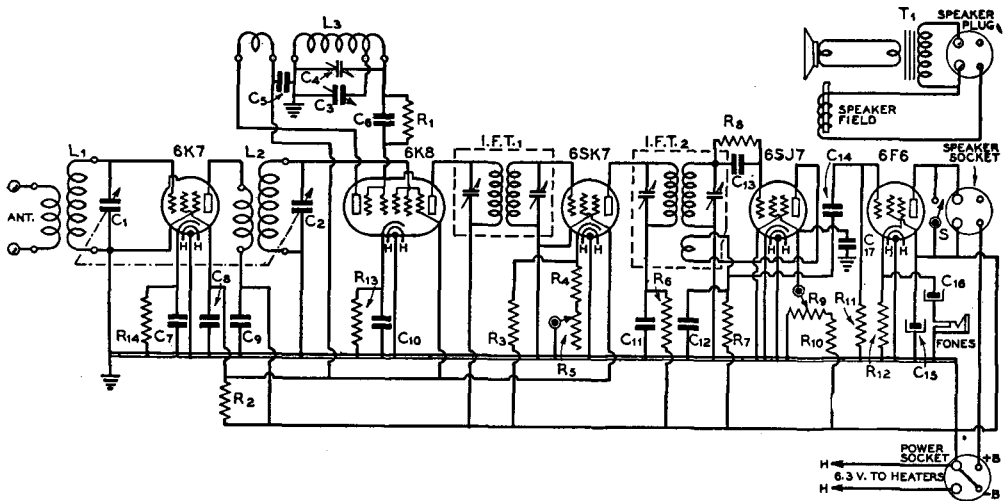 L3
T1
SPEAKER PLUG
C4
C5
C3
C6
R1
SPEAKER FIELD
L1
6K7
L2
6K8
I.F.T.1
6SK7
I.F.T.2
R8
C13
6SJ7
C14
6F6
SPEAKER SOCKET
ANT.
C1
C2
S
H H
H H
H H
H H
H H
C17
C8
R13
R4
R6
R9
R11
C16
R14
C7
C9
C10
R3
R5
C11
C12
R7
R10
R12
C15
FONES
R2
POWER SOCKET
+B
H
6.3 V. TO HEATERS
H
-B